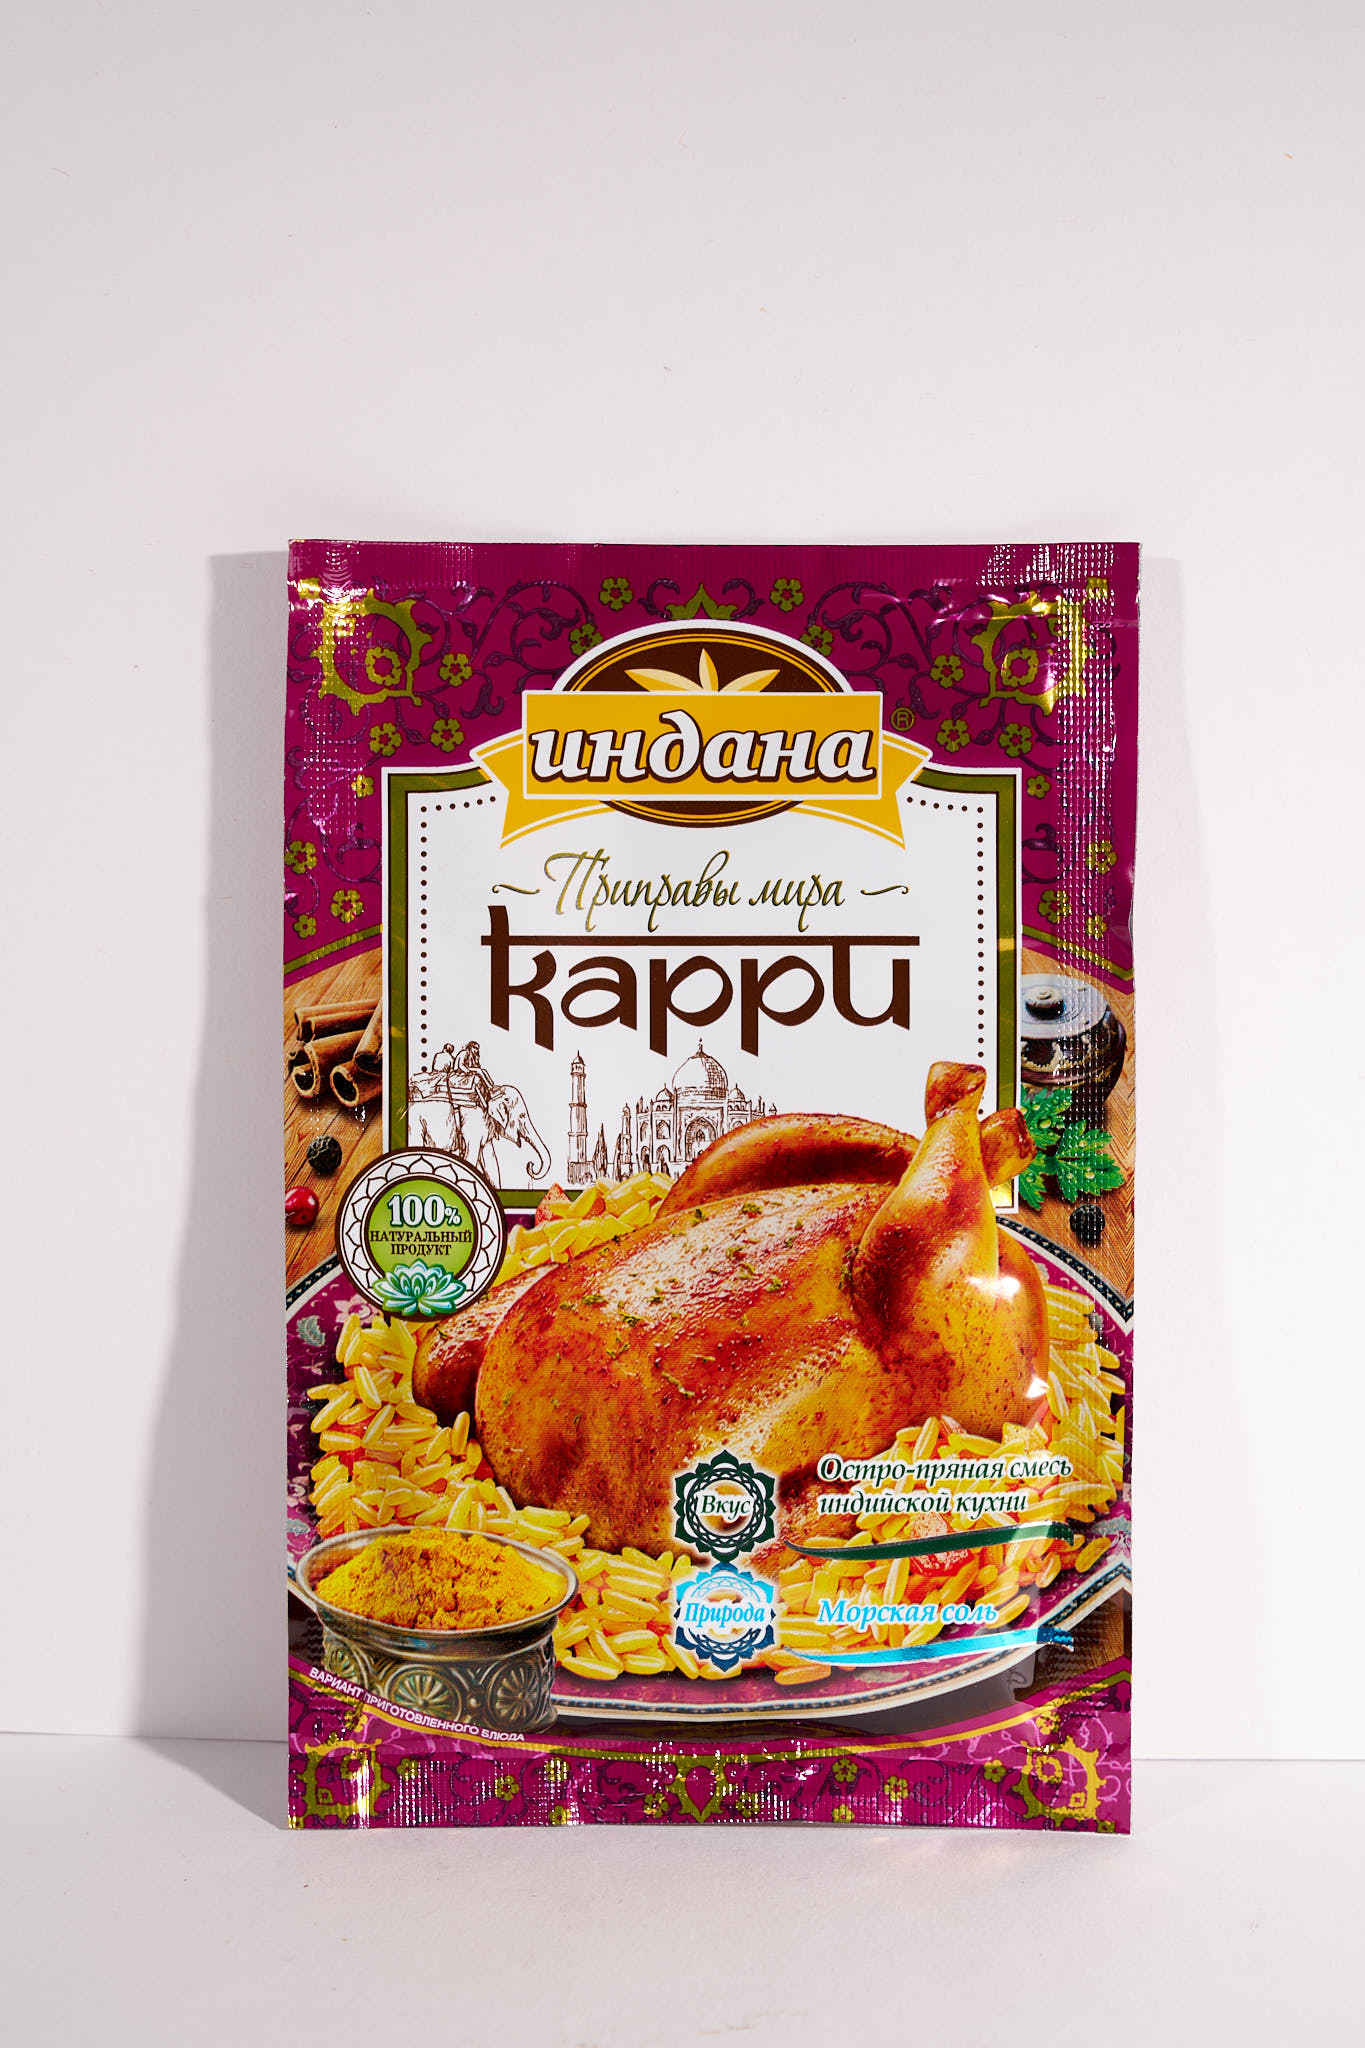 индана
®
Приправы мира
Карри
100%
НАТУРАЛЬНЫЙ
ПРОДУКТ
Вкус
Остро-пряная смесь
индийской кухни
Природа
Морская соль
ВАРИАНТ ПРИГОТОВЛЕННОГО БЛЮДА